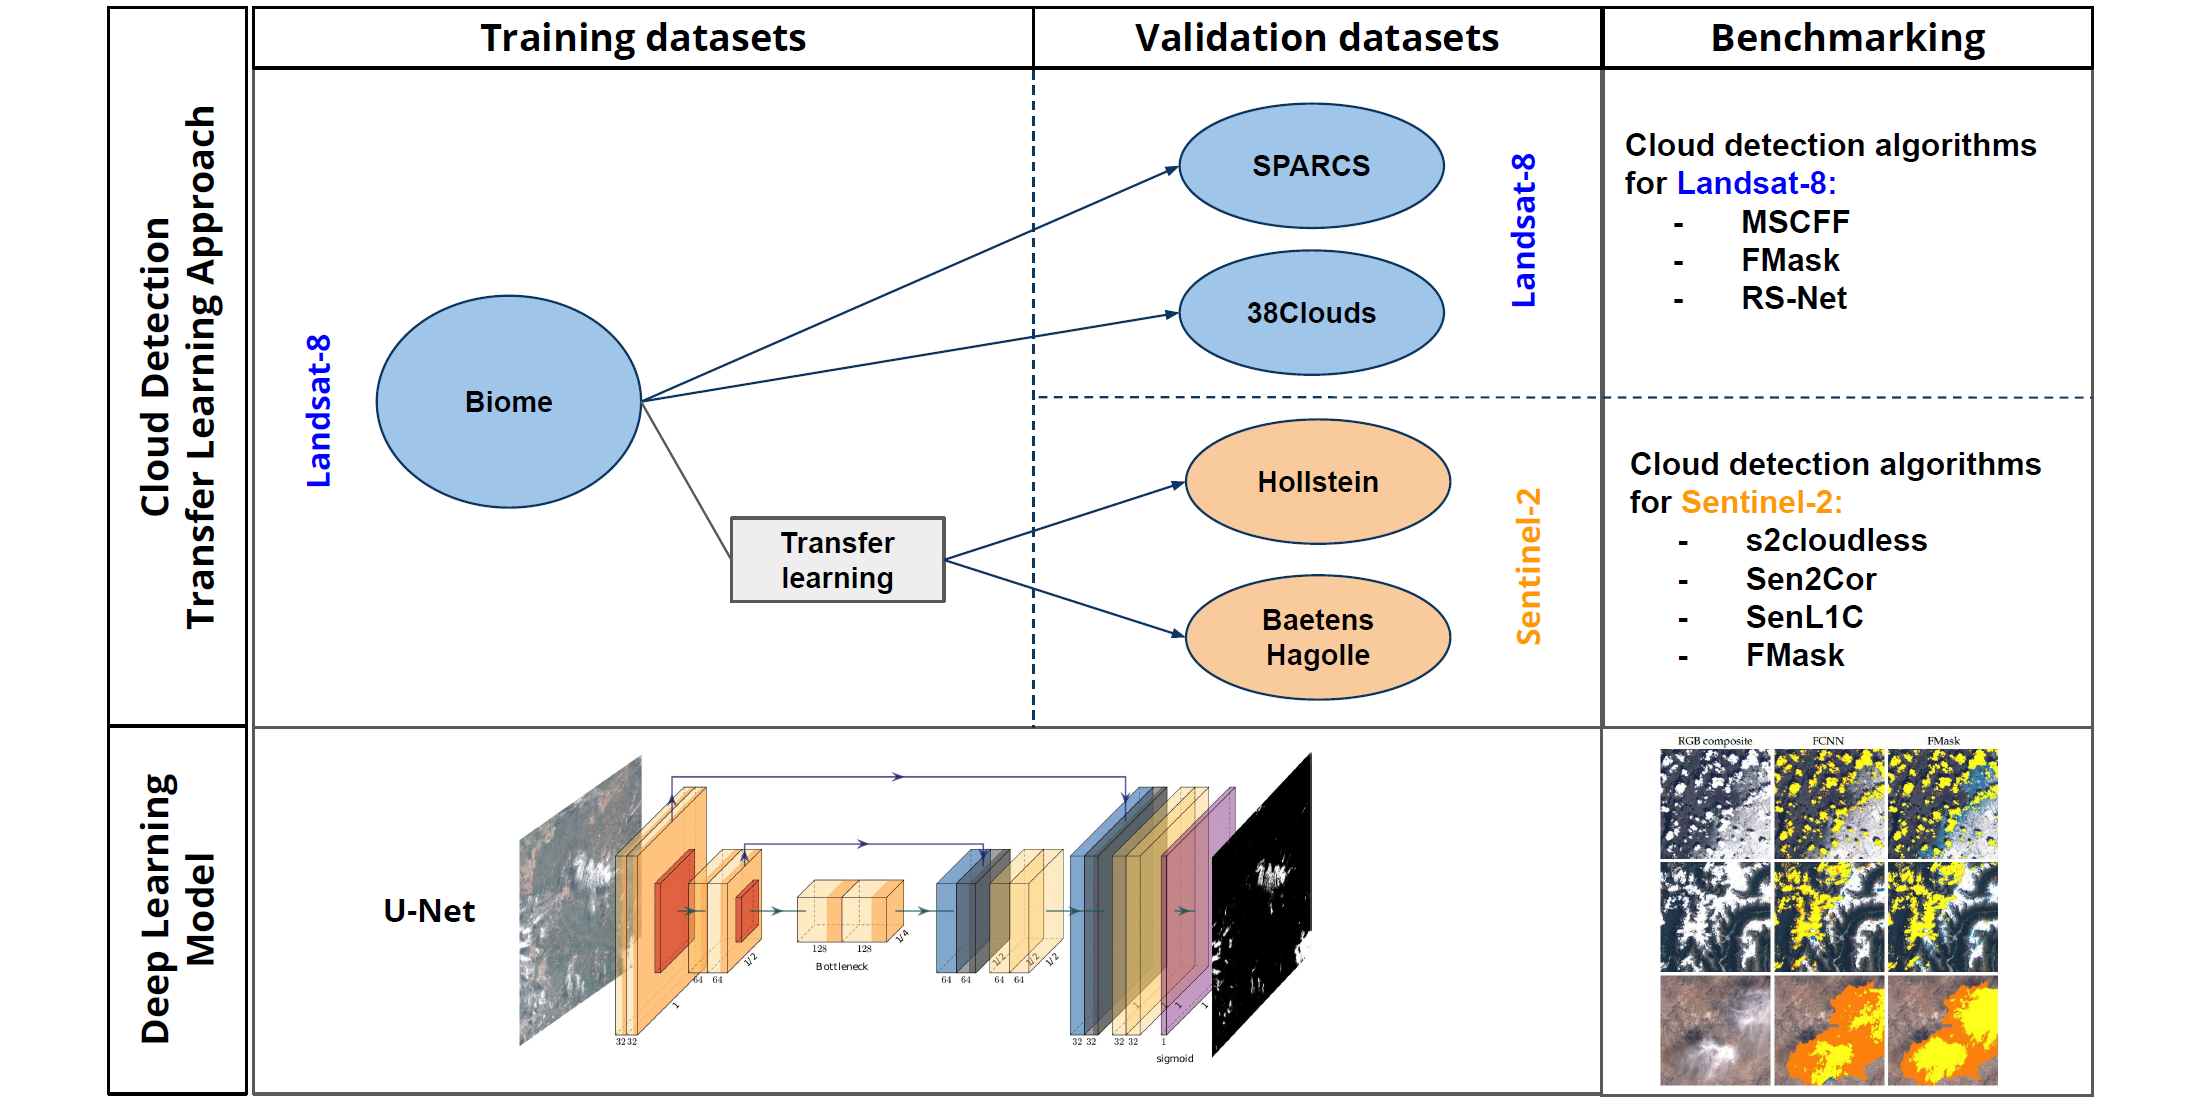 Training datasets
Validation datasets
Benchmarking
Cloud Detection
Transfer Learning Approach
Landsat-8
Biome
Transfer
learning
SPARCS
38Clouds
Landsat-8
Hollstein
Baetens
Hagolle
Sentinel-2
Cloud detection algorithms
for Landsat-8:
- MSCFF
- FMask
- RS-Net
Cloud detection algorithms
for Sentinel-2:
- s2cloudless
- Sen2Cor
- SenL1C
- FMask
Deep Learning
Model
U-Net
32 32
1
64 64
1/2
128 128
1/4
Bottleneck
64 64
1/2
64 64
1/2
1/2
32 32
1
32 32
1
1
1
sigmoid
RGB composite
FCNN
FMask